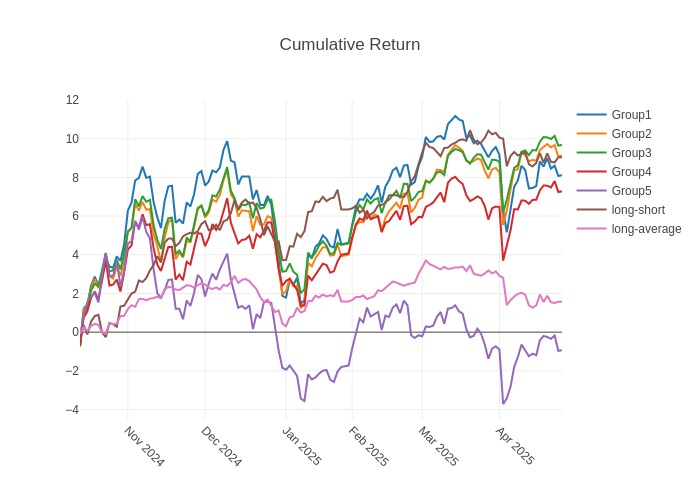 Cumulative Return
12
10
8
6
4
2
0
−2
−4
Nov 2024
Dec 2024
Jan 2025
Feb 2025
Mar 2025
Apr 2025
Group1
Group2
Group3
Group4
Group5
long-short
long-average